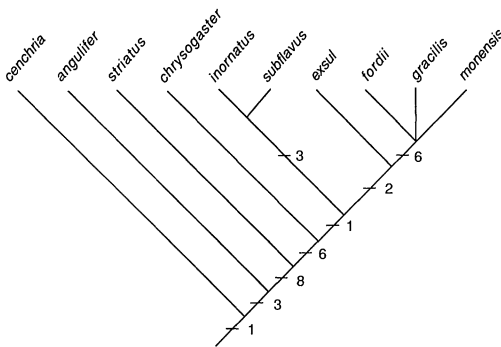 cenchria
angulifer
striatus
chrysogaster
inornatus
subflavus
exsul
fordii
gracilis
monensis
3
6
2
1
6
8
3
1